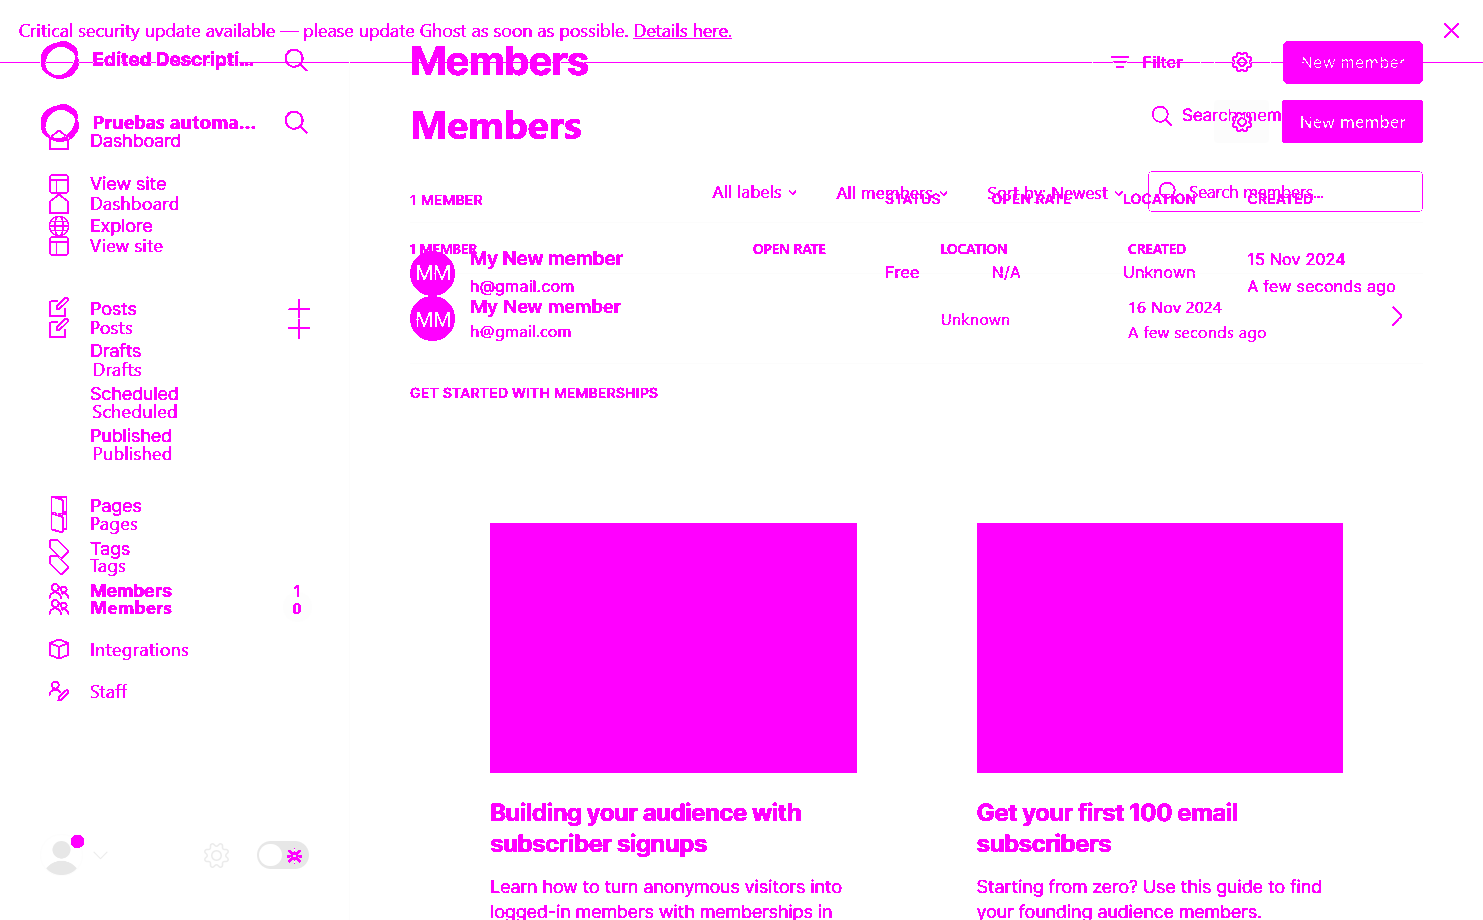 Critical security update available — please update Ghost as soon as possible. Details here.
Edited Descripti...
Members
Filter
New member
Pruebas automa...
Members
Search mem
New member
Dashboard
View site
Dashboard
Explore
View site
1 MEMBER
All labels
All members
Sort by: Newest
STATUS
OPEN RATE
LOCATION
Search members...
CREATED
1 MEMBER
OPEN RATE
LOCATION
CREATED
MM
My New member
h@gmail.com
Free
N/A
Unknown
15 Nov 2024
A few seconds ago
MM
My New member
h@gmail.com
Unknown
16 Nov 2024
A few seconds ago
Posts
Posts
Drafts
Drafts
Scheduled
Scheduled
Published
Published
GET STARTED WITH MEMBERSHIPS
Pages
Pages
Tags
Tags
Members 1
Members 0
Integrations
Staff
Building your audience with
subscriber signups
Learn how to turn anonymous visitors into
logged-in members with memberships in
Get your first 100 email
subscribers
Starting from zero? Use this guide to find
your founding audience members.